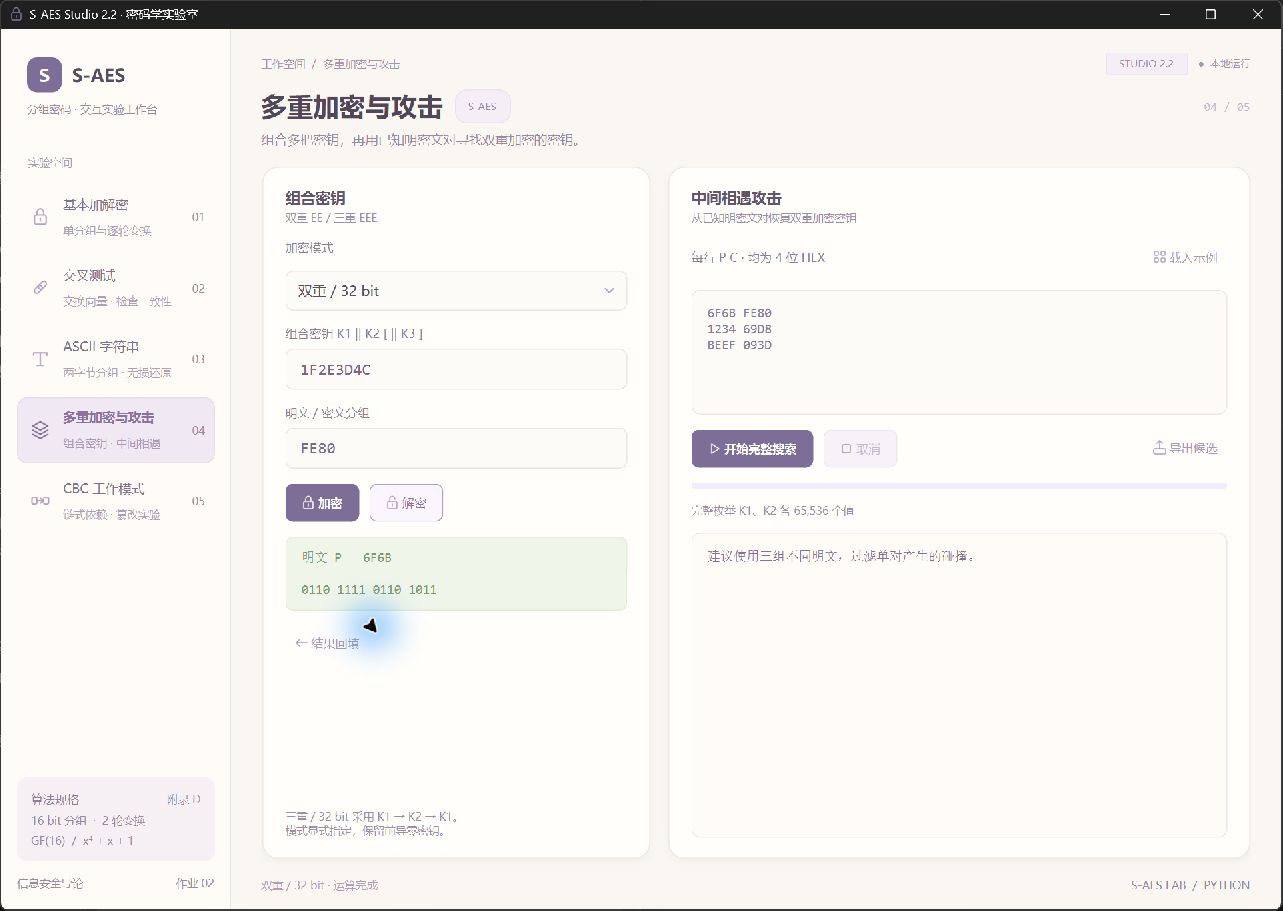 S-AES Studio 2.2 · 密码学实验室
S
S-AES
分组密码 · 交互实验工作台
实验空间
基本加解密
单分组与逐轮变换
01
交叉测试
交换向量 · 检查一致性
02
ASCII 字符串
两字节分组 · 无损还原
03
多重加密与攻击
组合密钥 · 中间相遇
04
CBC 工作模式
链式依赖 · 篡改实验
05
算法规格
附录 D
16 bit 分组 · 2 轮变换
GF(16) / x⁴ + x + 1
信息安全导论
作业 02
工作空间 / 多重加密与攻击
STUDIO 2.2
本地运行
多重加密与攻击
S-AES
04 / 05
组合多把密钥，再用已知明密文对寻找双重加密的密钥。
组合密钥
双重 EE / 三重 EEE
加密模式
双重 / 32 bit
组合密钥 K1 || K2 [ || K3 ]
1F2E3D4C
明文 / 密文分组
FE80
加密
解密
明文 P 6F6B
0110 1111 0110 1011
← 结果回填
三重 / 32 bit 采用 K1 → K2 → K1。
模式显式指定，保留前导零密钥。
中间相遇攻击
从已知明密文对恢复双重加密密钥
每行 P C · 均为 4 位 HEX
载入示例
6F6B FE80
1234 69D8
BEEF 093D
开始完整搜索
取消
导出候选
完整枚举 K1、K2 各 65,536 个值
建议使用三组不同明文，过滤单对产生的碰撞。
双重 / 32 bit · 运算完成
S-AES LAB / PYTHON